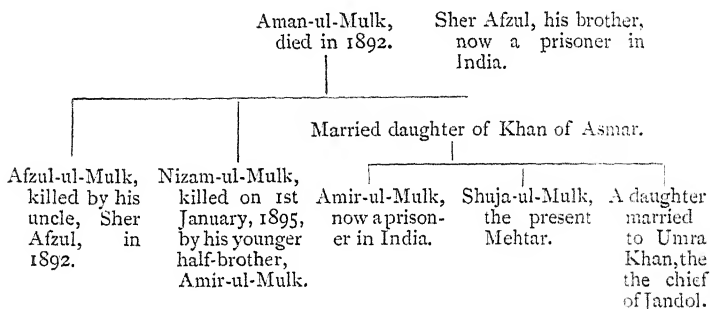 Aman-ul-Mulk,
died in 1892.
Sher Afzul, his brother,
now a prisoner in
India.
Married daughter of Khan of Asmar.
Afzul-ul-Mulk,
killed by his
uncle, Sher
Afzul, in
1892.
Nizam-ul-Mulk,
killed on 1st
January, 1895,
by his younger
half-brother,
Amir-ul-Mulk.
Amir-ul-Mulk,
now a prison-
er in India.
Shuja-ul-Mulk,
the present
Mehtar.
A daughter
married
to Umra
Khan, the
the chief
of Jandol.